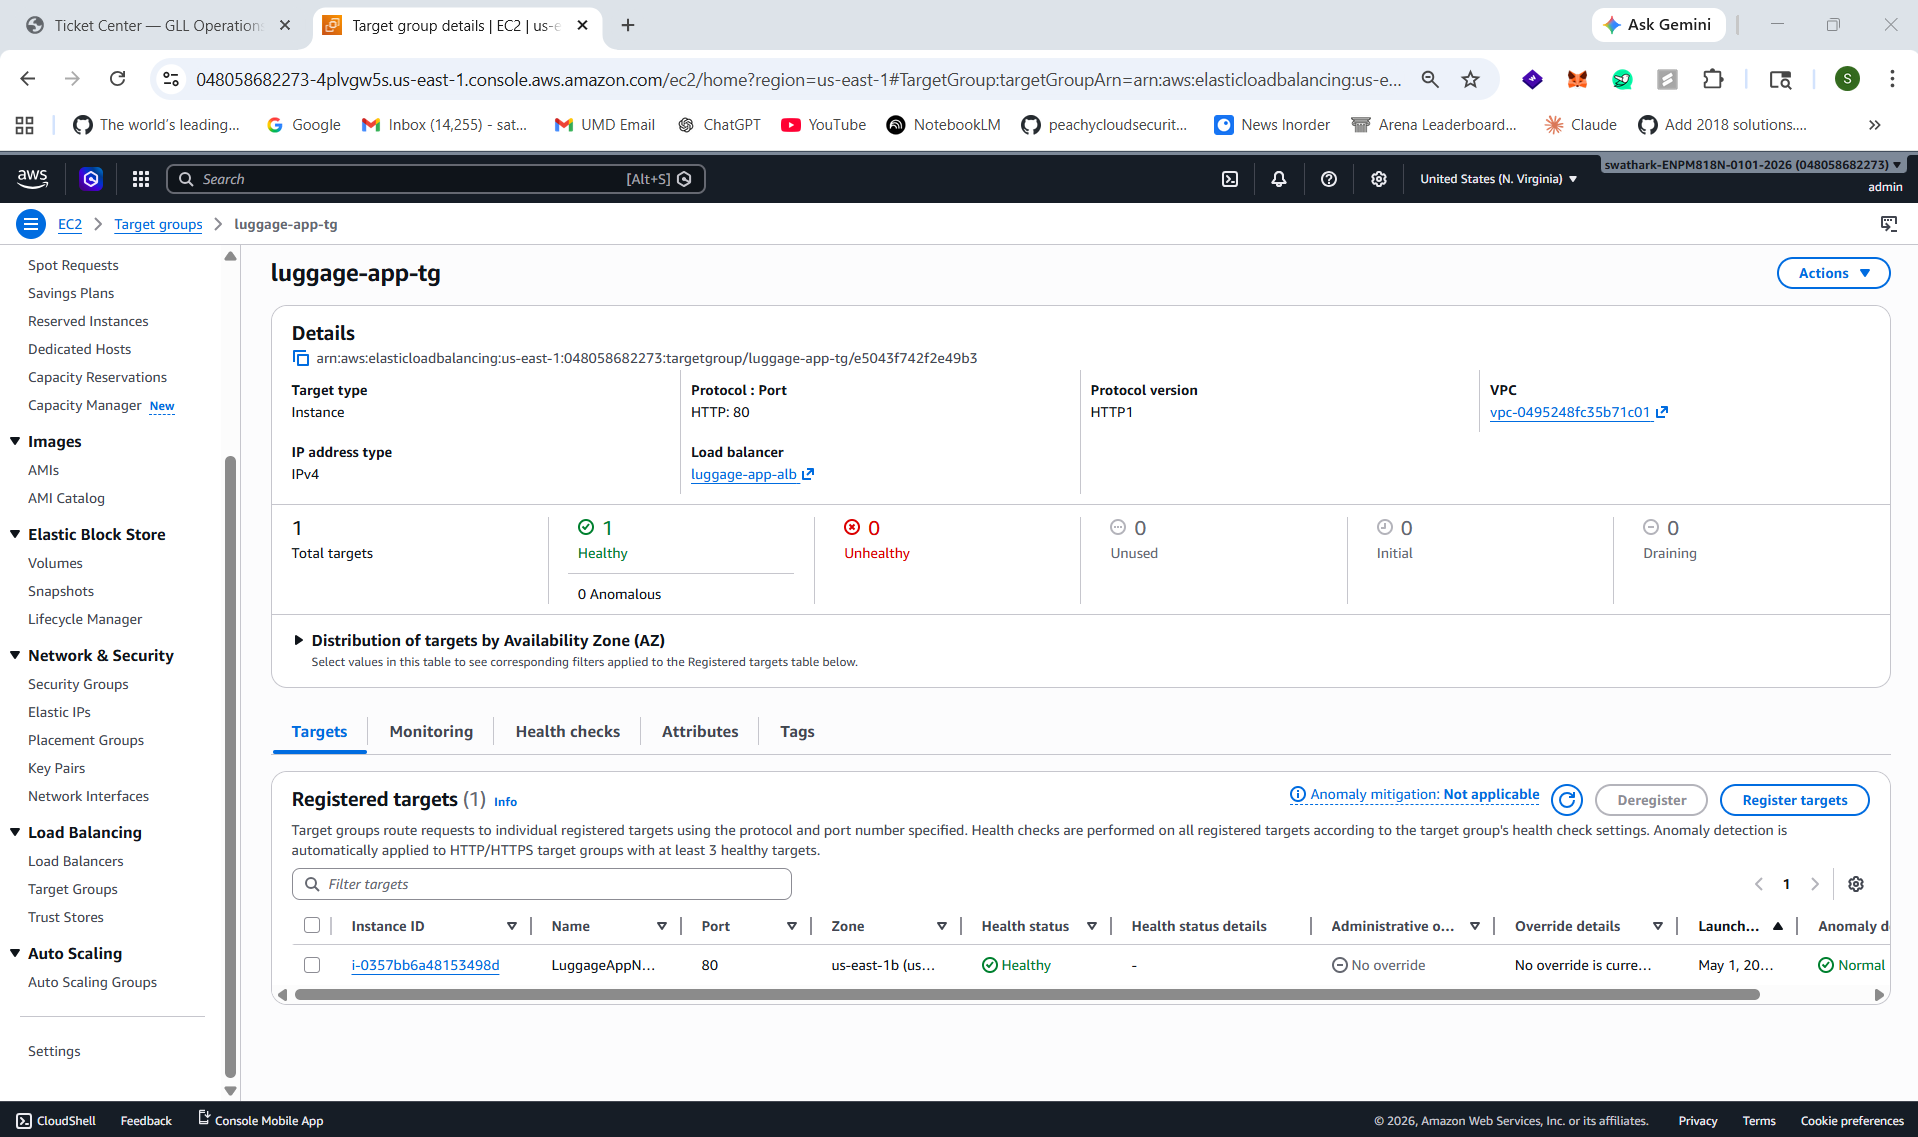 Ticket Center — GLL Operation
Target group details | EC2 | us-e
Ask Gemini
048058682273-4plvgw5s.us-east-1.console.aws.amazon.com/ec2/home?region=us-east-1#TargetGroup:targetGroupArn=arn:aws:elasticloadbalancing:us-e...
S
The world's leading...
Google
Inbox (14,255) - sat...
UMD Email
ChatGPT
YouTube
NotebookLM
peachycloudsecurit...
News Inorder
Arena Leaderboard...
Claude
Add 2018 solutions....
aws
Search
[Alt+S]
United States (N. Virginia)
swathark-ENPM818N-0101-2026 (048058682273)
admin
EC2
Target groups
luggage-app-tg
Spot Requests
Savings Plans
Reserved Instances
Dedicated Hosts
Capacity Reservations
Capacity Manager New
Images
AMIs
AMI Catalog
Elastic Block Store
Volumes
Snapshots
Lifecycle Manager
Network & Security
Security Groups
Elastic IPs
Placement Groups
Key Pairs
Network Interfaces
Load Balancing
Load Balancers
Target Groups
Trust Stores
Auto Scaling
Auto Scaling Groups
Settings
luggage-app-tg
Actions
Details
arn:aws:elasticloadbalancing:us-east-1:048058682273:targetgroup/luggage-app-tg/e5043f742f2e49b3
Target type
Instance
Protocol : Port
HTTP: 80
Protocol version
HTTP1
VPC
vpc-0495248fc35b71c01
IP address type
IPv4
Load balancer
luggage-app-alb
1
Total targets
1
Healthy
0 Anomalous
0
Unhealthy
0
Unused
0
Initial
0
Draining
Distribution of targets by Availability Zone (AZ)
Select values in this table to see corresponding filters applied to the Registered targets table below.
Targets
Monitoring
Health checks
Attributes
Tags
Registered targets (1) Info
Anomaly mitigation: Not applicable
Deregister
Register targets
Target groups route requests to individual registered targets using the protocol and port number specified. Health checks are performed on all registered targets according to the target group's health check settings. Anomaly detection is
automatically applied to HTTP/HTTPS target groups with at least 3 healthy targets.
Filter targets
1
Instance ID
Name
Port
Zone
Health status
Health status details
Administrative o...
Override details
Launch...
Anomaly d
i-0357bb6a48153498d
LuggageAppN...
80
us-east-1b (us...
Healthy
-
No override
No override is curre...
May 1, 20...
Normal
CloudShell
Feedback
Console Mobile App
© 2026, Amazon Web Services, Inc. or its affiliates.
Privacy
Terms
Cookie preferences